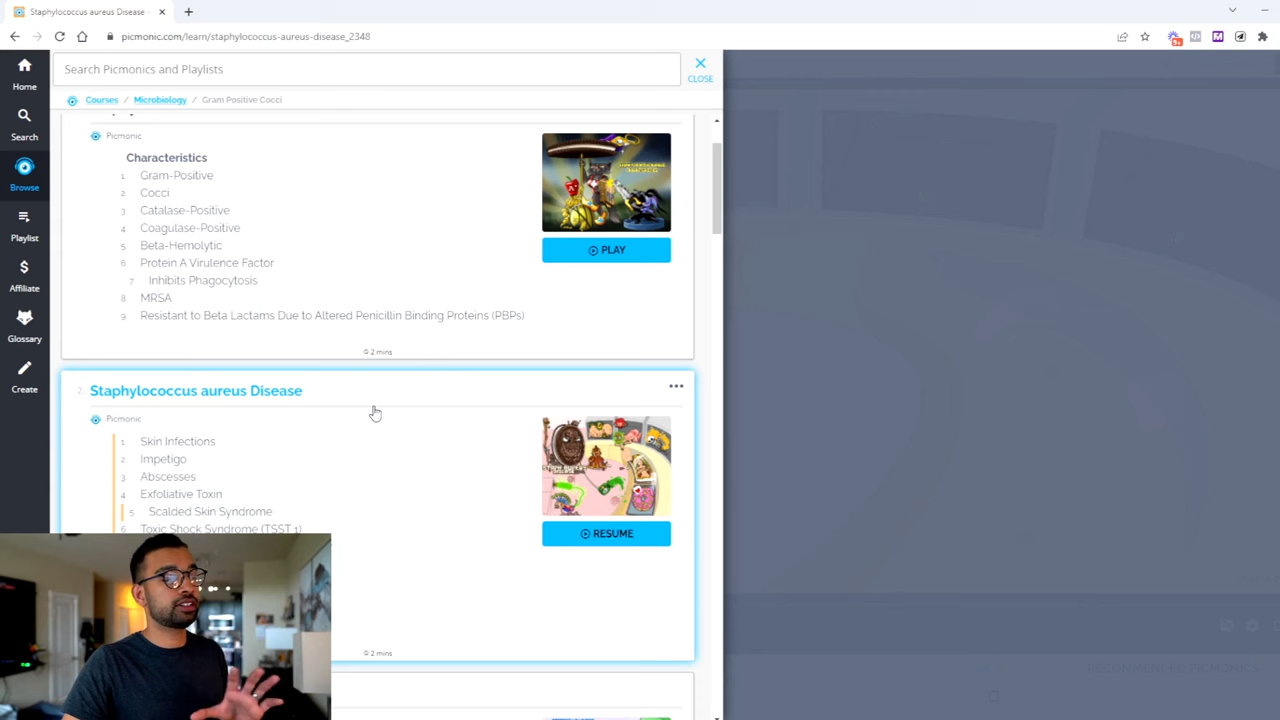 Staphylococcus aureus Disease -
picmonic.com/learn/staphylococcus-aureus-disease_2348
9+
Home
Search
Browse
Playlist
Affiliate
Glossary
Create
Search Picmonics and Playlists
CLOSE
Courses / Microbiology / Gram Positive Cocci
Picmonic
Characteristics
1 Gram-Positive
2 Cocci
3 Catalase-Positive
4 Coagulase-Positive
5 Beta-Hemolytic
6 Protein A Virulence Factor
7 Inhibits Phagocytosis
8 MRSA
9 Resistant to Beta Lactams Due to Altered Penicillin Binding Proteins (PBPs)
PLAY
2 mins
2 Staphylococcus aureus Disease
Picmonic
1 Skin Infections
2 Impetigo
3 Abscesses
4 Exfoliative Toxin
5 Scalded Skin Syndrome
6 Toxic Shock Syndrome (TSST 1)
RESUME
2 mins
RECOMMENDED PICMONICS